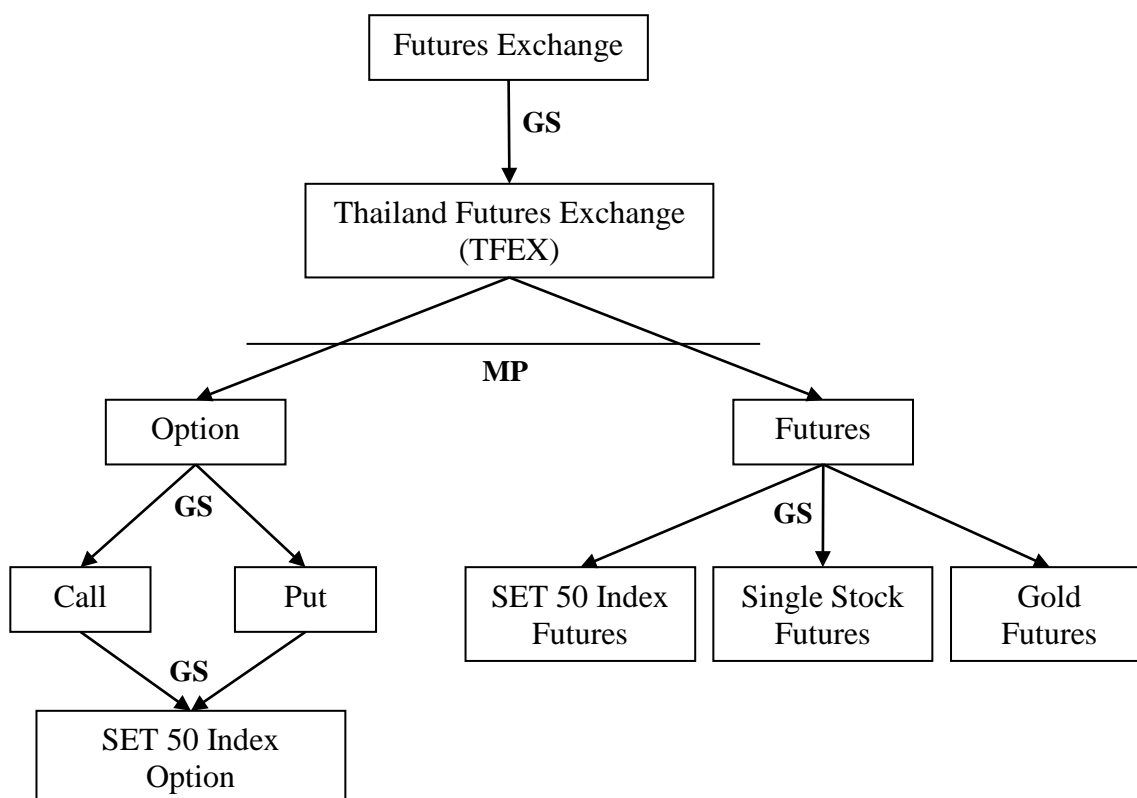 Futures Exchange
GS
Thailand Futures Exchange
(TFEX)
MP
Option
Futures
GS
GS
Call
Put
SET 50 Index
Futures
Single Stock
Futures
Gold
Futures
GS
SET 50 Index
Option